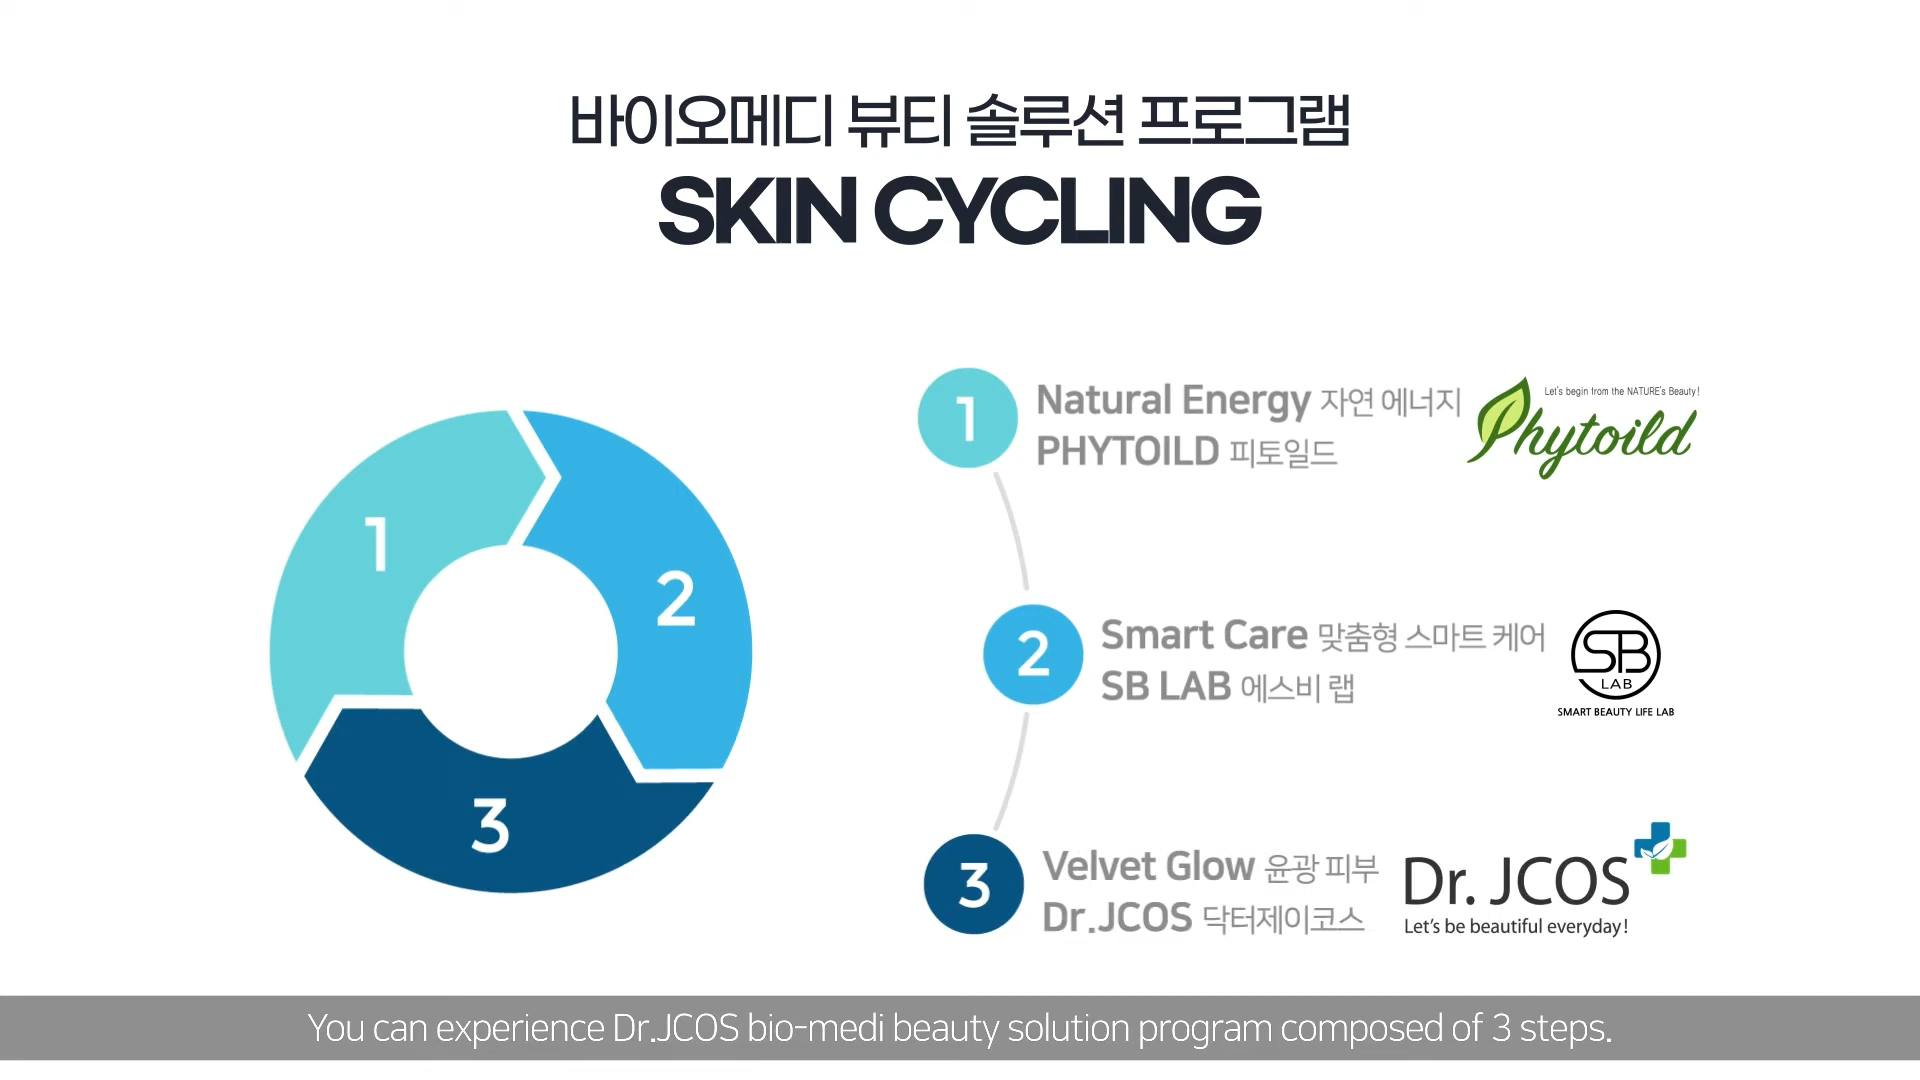 바이오메디 뷰티 솔루션 프로그램
SKIN CYCLING
1
2
3
1
Natural Energy 자연 에너지
PHYTOILD 피토일드
Let's begin from the NATURE's Beauty!
Phytoild
2
Smart Care 맞춤형 스마트 케어
SB LAB 에스비 랩
SB
LAB
SMART BEAUTY LIFE LAB
3
Velvet Glow 윤광 피부
Dr.JCOS 닥터제이코스
Dr. JCOS
Let's be beautiful everyday!
You can experience Dr.JCOS bio-medi beauty solution program composed of 3 steps.